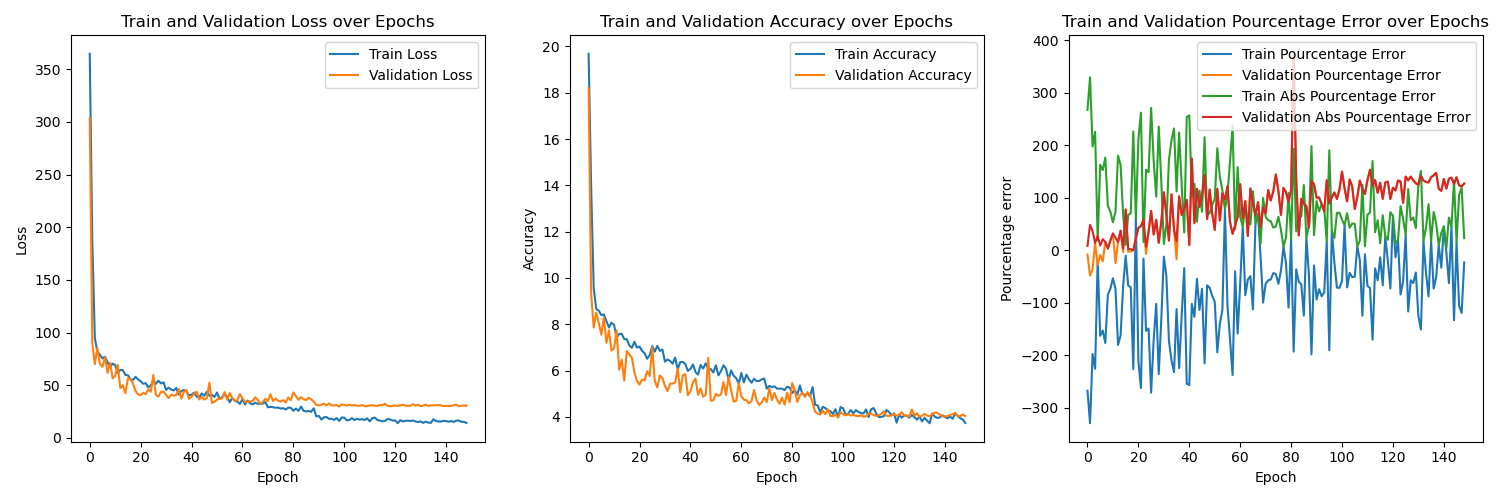 Train and Validation Loss over Epochs
Train Loss
Validation Loss
Loss
350
300
250
200
150
100
50
0
0 20 40 60 80 100 120 140
Epoch
Train and Validation Accuracy over Epochs
Train Accuracy
Validation Accuracy
Accuracy
20
18
16
14
12
10
8
6
4
0 20 40 60 80 100 120 140
Epoch
Train and Validation Pourcentage Error over Epochs
Train Pourcentage Error
Validation Pourcentage Error
Train Abs Pourcentage Error
Validation Abs Pourcentage Error
Pourcentage error
400
300
200
100
0
−100
−200
−300
0 20 40 60 80 100 120 140
Epoch